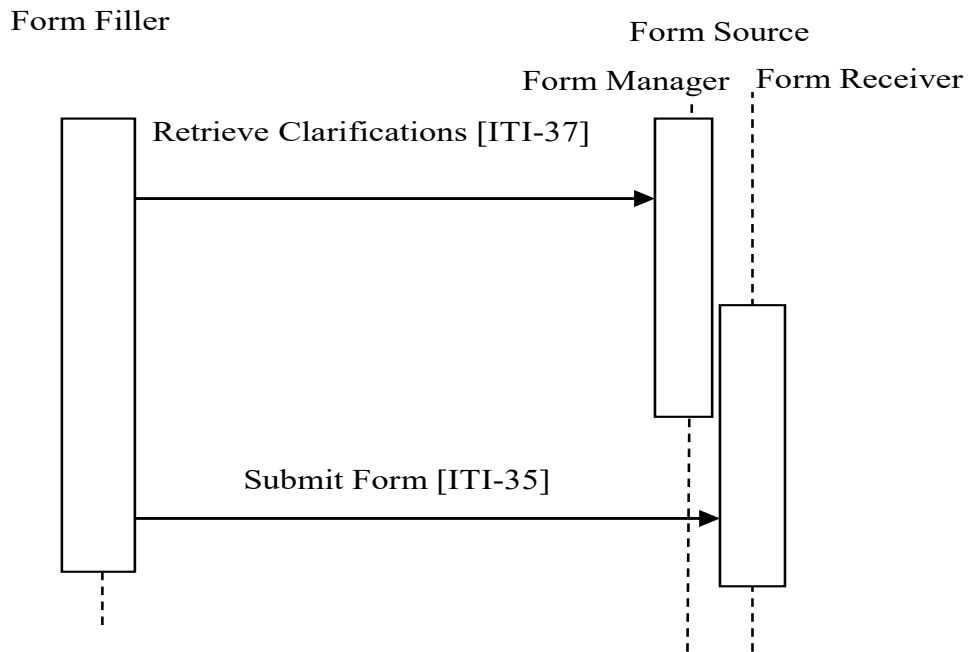 Form Filler
Form Source
Form Manager
Form Receiver
Retrieve Clarifications [ITI-37]
Submit Form [ITI-35]